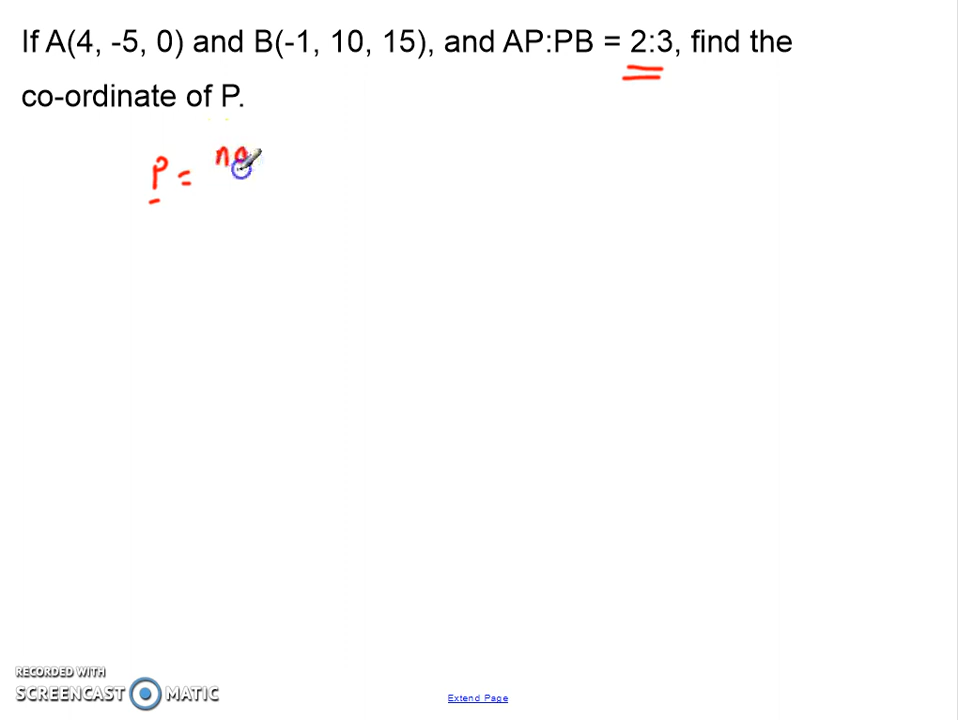 If A(4, -5, 0) and B(-1, 10, 15), and AP:PB = 2:3, find the
co-ordinate of P.
p = na
RECORDED WITH
SCREENCAST MATIC
Extend Page